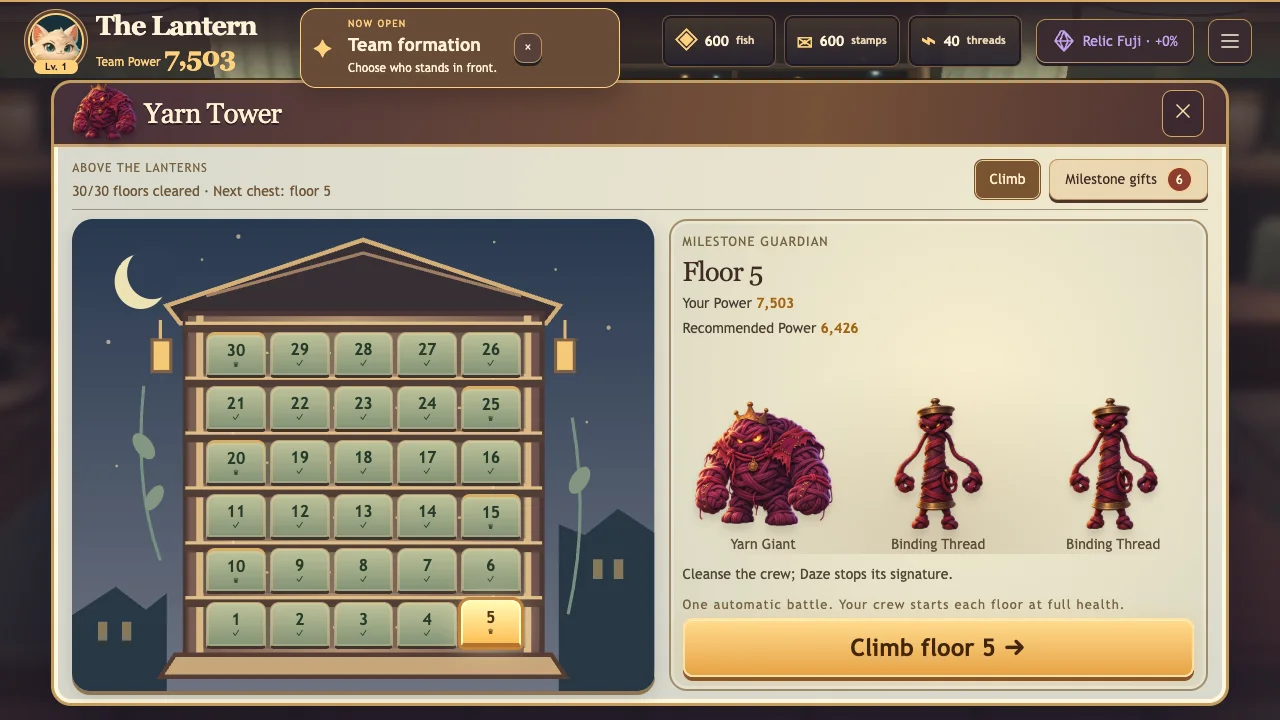 The Lantern
Team Power 7,503
Lv. 1
NOW OPEN
Team formation
Choose who stands in front.
×
600 fish
600 stamps
40 threads
Relic Fuji · +0%
Yarn Tower
ABOVE THE LANTERNS
30/30 floors cleared · Next chest: floor 5
Climb
Milestone gifts 6
30 29 28 27 26
21 22 23 24 25
20 19 18 17 16
11 12 13 14 15
10 9 8 7 6
1 2 3 4 5
MILESTONE GUARDIAN
Floor 5
Your Power 7,503
Recommended Power 6,426
Yarn Giant
Binding Thread
Binding Thread
Cleanse the crew; Daze stops its signature.
One automatic battle. Your crew starts each floor at full health.
Climb floor 5 →